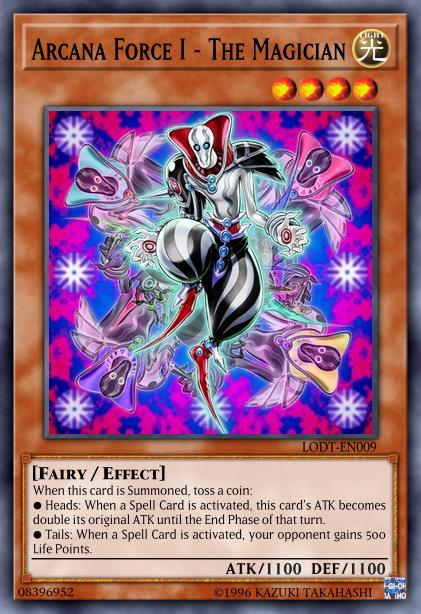 Arcana Force I - The Magician
LIGHT
光
LODT-EN009
[Fairy / Effect]
When this card is Summoned, toss a coin:
● Heads: When a Spell Card is activated, this card's ATK becomes
double its original ATK until the End Phase of that turn.
● Tails: When a Spell Card is activated, your opponent gains 500
Life Points.
ATK/1100 DEF/1100
08396952
©1996 KAZUKI TAKAHASHI